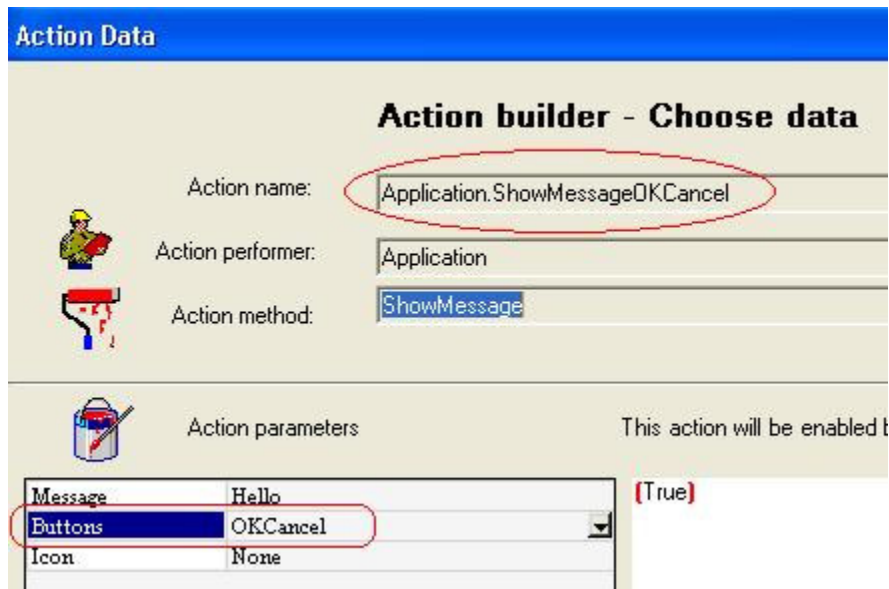 Action Data
Action builder - Choose data
Action name: Application.ShowMessageOKCancel
Action performer: Application
Action method: ShowMessage
Action parameters
This action will be enabled
Message Hello
Buttons OKCancel
Icon None
(True)